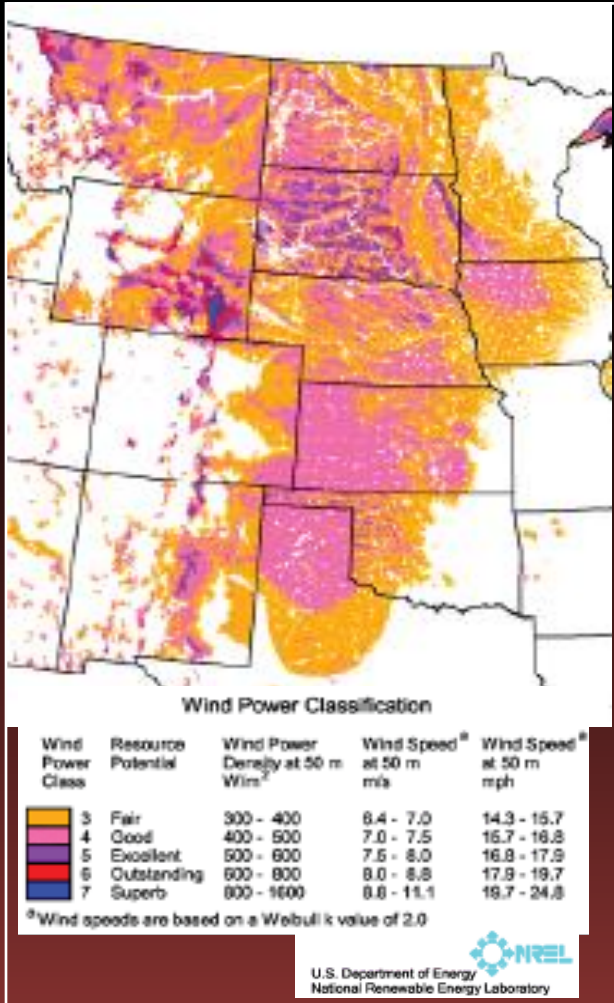 Wind Power Classification
Wind Power Class Resource Potential Wind Power Density at 50 m W/m² Wind Speed ª at 50 m m/s Wind Speed ª at 50 m mph
3 Fair 300 - 400 6.4 - 7.0 14.3 - 15.7
4 Good 400 - 500 7.0 - 7.5 15.7 - 16.8
5 Excellent 500 - 600 7.5 - 8.0 16.8 - 17.9
6 Outstanding 600 - 800 8.0 - 8.8 17.9 - 19.7
7 Superb 800 - 1600 8.8 - 11.1 19.7 - 24.8
ª Wind speeds are based on a Weibull k value of 2.0
NREL
U.S. Department of Energy
National Renewable Energy Laboratory